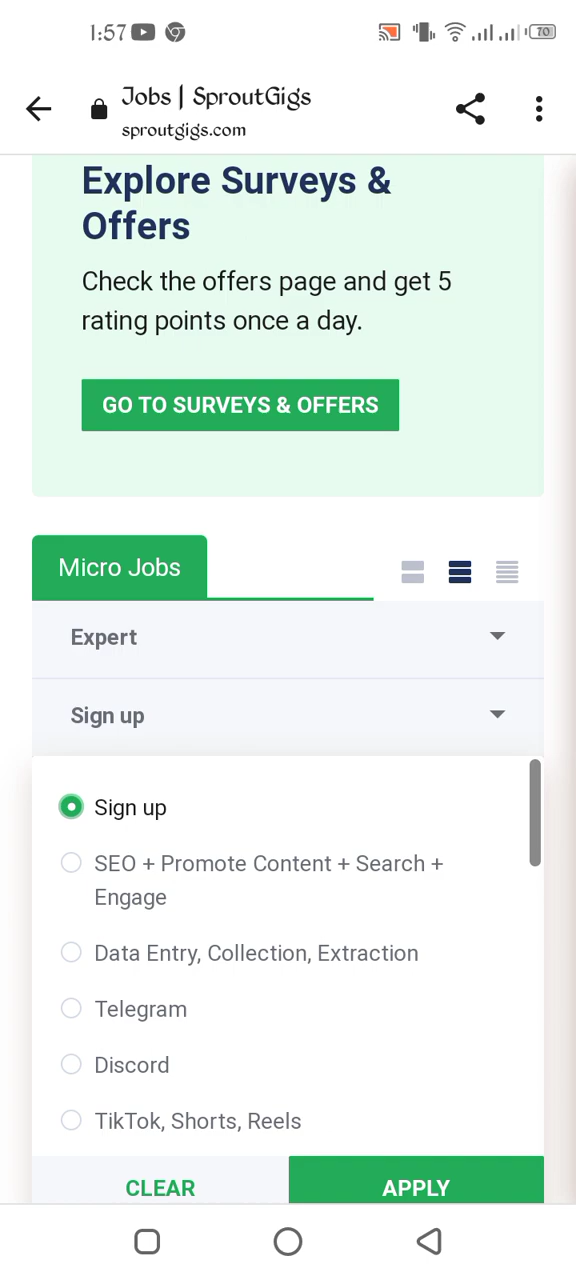 1:57
70
Jobs | SproutGigs
sproutgigs.com
Explore Surveys &
Offers
Check the offers page and get 5
rating points once a day.
GO TO SURVEYS & OFFERS
Micro Jobs
Expert
Sign up
Sign up
SEO + Promote Content + Search +
Engage
Data Entry, Collection, Extraction
Telegram
Discord
TikTok, Shorts, Reels
CLEAR
APPLY